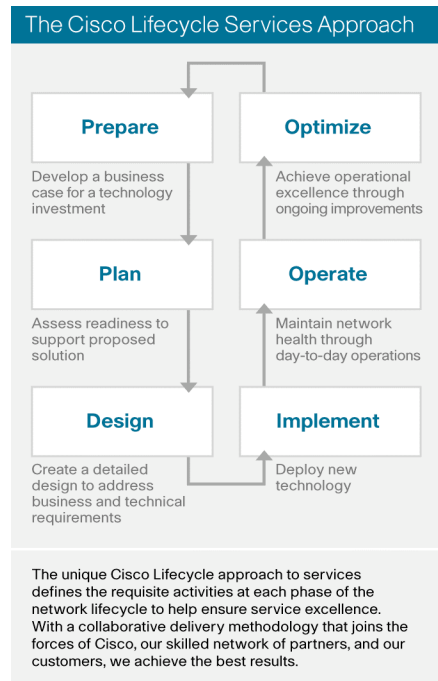 The Cisco Lifecycle Services Approach
Prepare
Develop a business
case for a technology
investment
Plan
Assess readiness to
support proposed
solution
Design
Create a detailed
design to address
business and technical
requirements
Implement
Deploy new
technology
Operate
Maintain network
health through
day-to-day operations
Optimize
Achieve operational
excellence through
ongoing improvements
The unique Cisco Lifecycle approach to services
defines the requisite activities at each phase of the
network lifecycle to help ensure service excellence.
With a collaborative delivery methodology that joins the
forces of Cisco, our skilled network of partners, and our
customers, we achieve the best results.